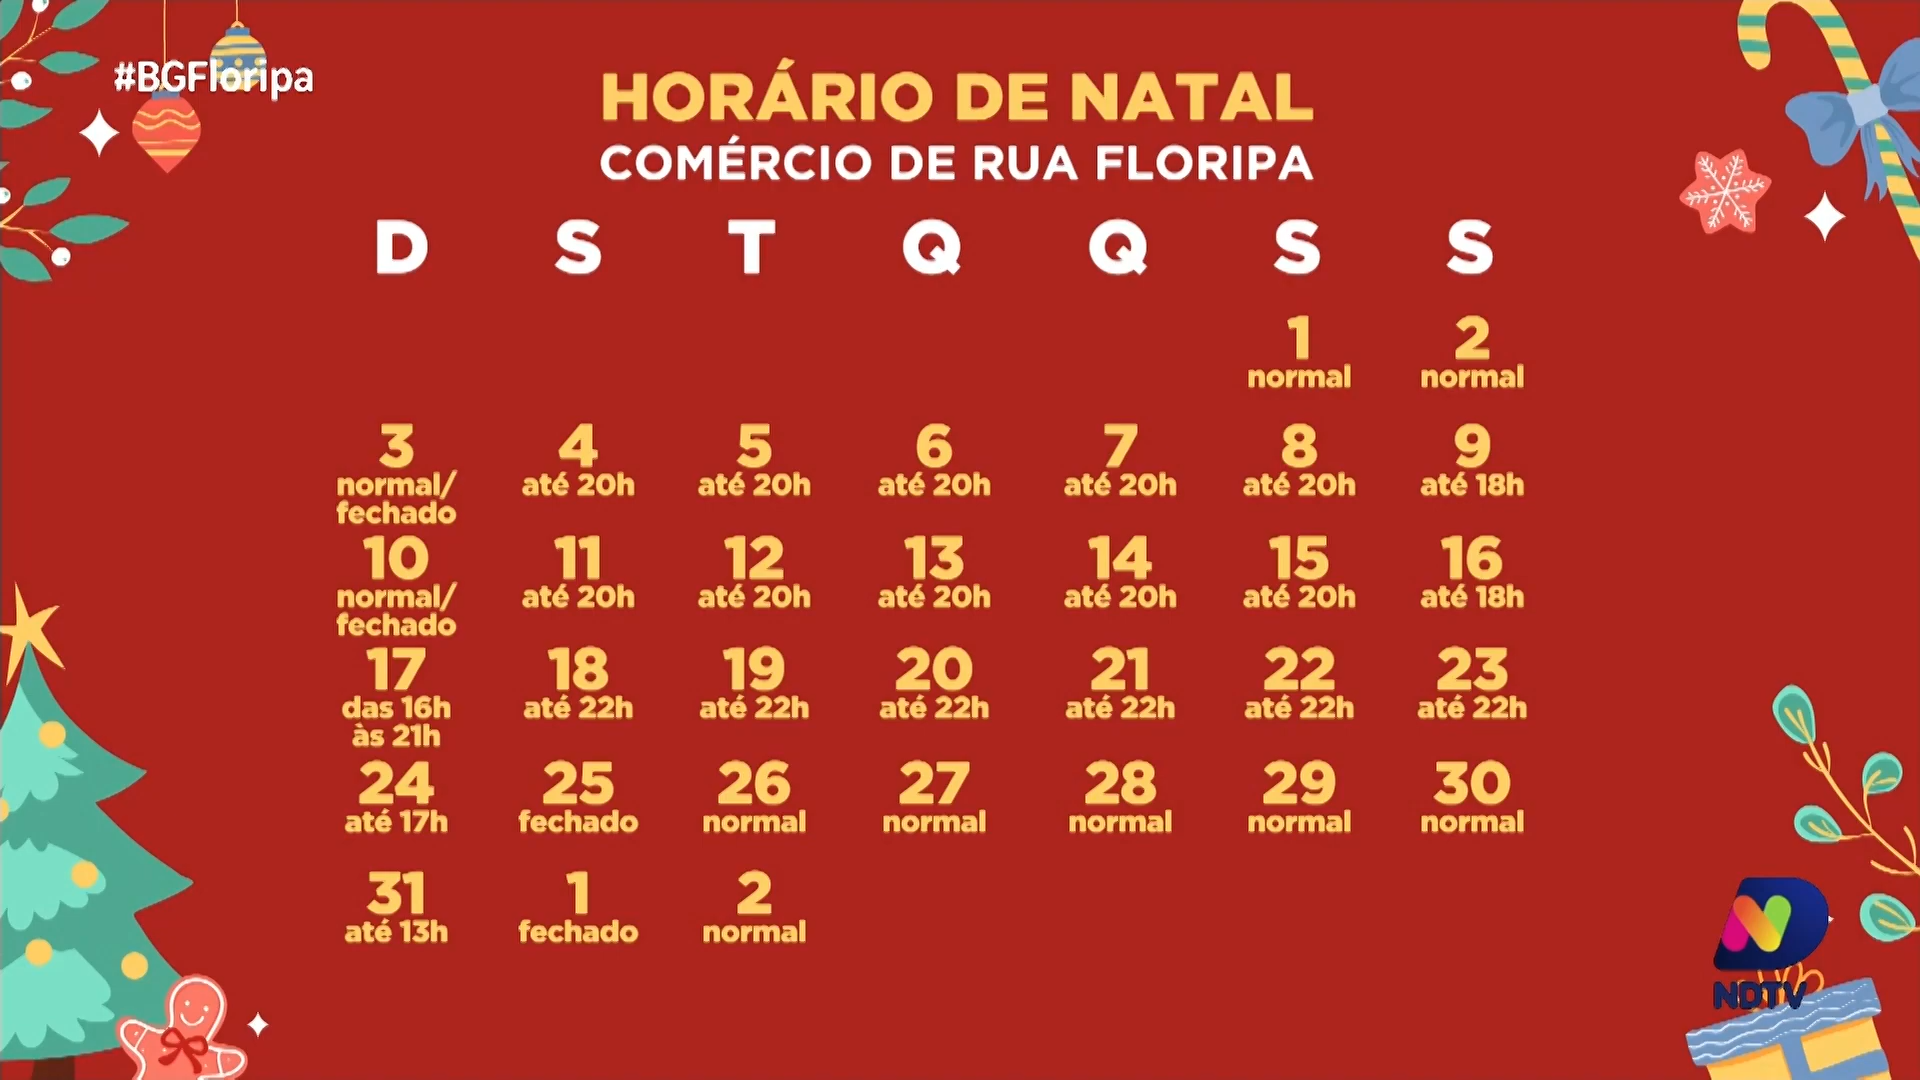 #BGFloripa
HORÁRIO DE NATAL
COMÉRCIO DE RUA FLORIPA
D S T Q Q S S
1 2
normal normal
3 4 5 6 7 8 9
normal/ até 20h até 20h até 20h até 20h até 20h até 18h
fechado
10 11 12 13 14 15 16
normal/ até 20h até 20h até 20h até 20h até 20h até 18h
fechado
17 18 19 20 21 22 23
das 16h até 22h até 22h até 22h até 22h até 22h até 22h
às 21h
24 25 26 27 28 29 30
até 17h fechado normal normal normal normal normal
31 1 2
até 13h fechado normal
NDTV